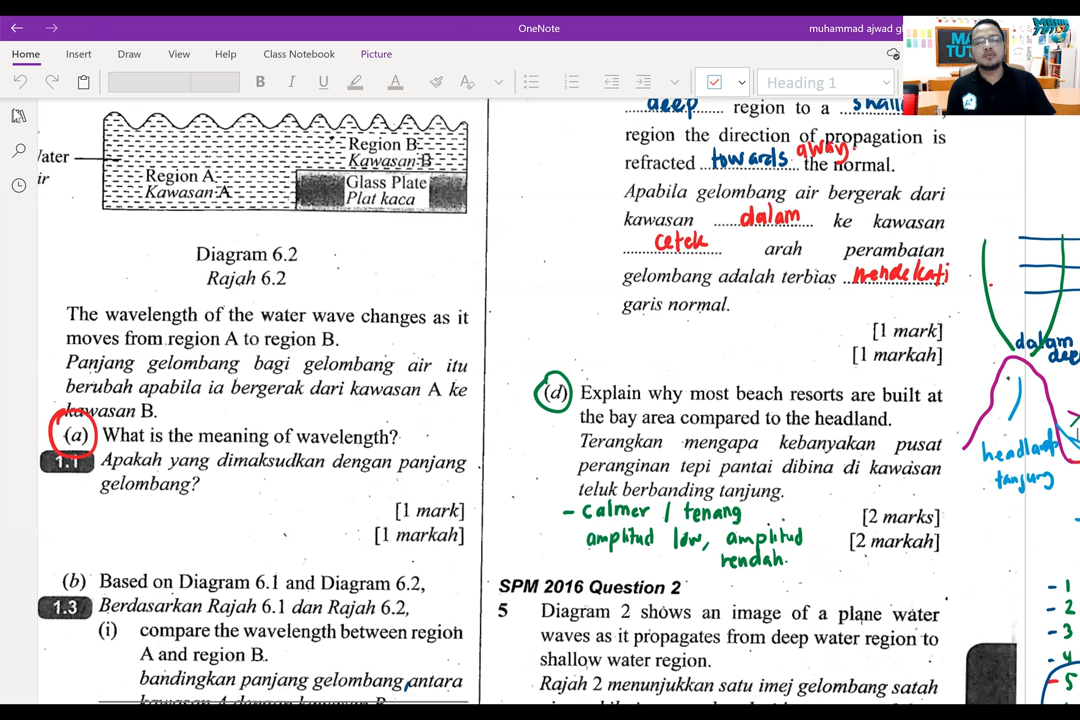 OneNote
muhammad ajwad
Home Insert Draw View Help Class Notebook Picture
B I U A Heading 1
Region B
Kawasan B
Region A
Kawasan A
Glass Plate
Plat kaca
Diagram 6.2
Rajah 6.2
The wavelength of the water wave changes as it
moves from region A to region B.
Panjang gelombang bagi gelombang air itu
berubah apabila ia bergerak dari kawasan A ke
kawasan B.
(a) What is the meaning of wavelength?
1.1 Apakah yang dimaksudkan dengan panjang
gelombang?
[1 mark]
[1 markah]
(b) Based on Diagram 6.1 and Diagram 6.2,
1.3 Berdasarkan Rajah 6.1 dan Rajah 6.2,
(i) compare the wavelength between region
A and region B.
bandingkan panjang gelombang antara
deep region to a
region the direction of propagation is
away
refracted towards the normal.
Apabila gelombang air bergerak dari
kawasan dalam ke kawasan
cetek arah perambatan
gelombang adalah terbias mendekati
garis normal.
[1 mark]
[1 markah]
(d) Explain why most beach resorts are built at
the bay area compared to the headland.
Terangkan mengapa kebanyakan pusat
peranginan tepi pantai dibina di kawasan
teluk berbanding tanjung.
- calmer / tenang
amplitud low, amplitud
rendah.
[2 marks]
[2 markah]
SPM 2016 Question 2
5 Diagram 2 shows an image of a plane water
waves as it propagates from deep water region to
shallow water region.
Rajah 2 menunjukkan satu imej gelombang satah
dalam
deep
headland
tanjung
- 1
- 2
- 3
- 4
- 5